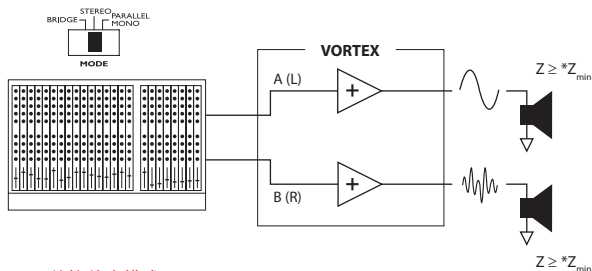 STEREO
BRIDGE
PARALLEL
MONO
MODE
VORTEX
A (L)
+
Z ≥ *Zmin
B (R)
+
Z ≥ *Zmin